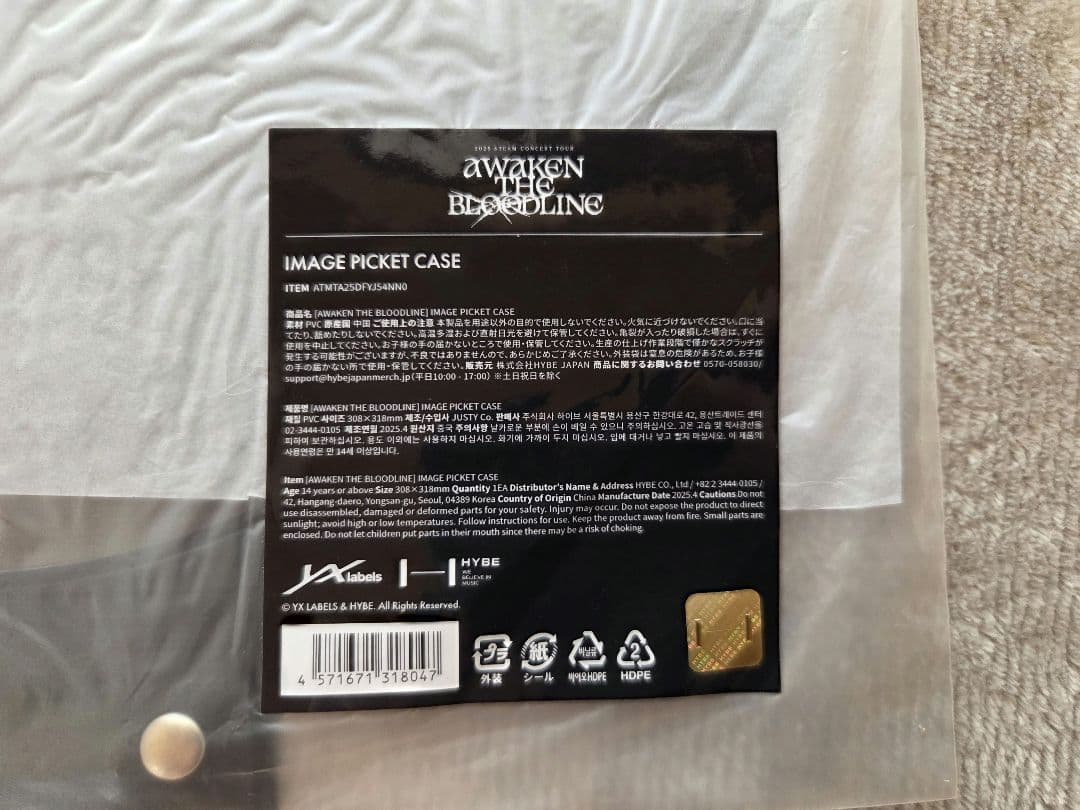 2025 &TEAM CONCERT TOUR
AWAKEN
THE
BLOODLINE
IMAGE PICKET CASE
ITEM ATMTA25DFYJ54NN0
商品名 [AWAKEN THE BLOODLINE] IMAGE PICKET CASE
素材 PVC 原産国 中国 ご使用上の注意 本製品を用途以外の目的で使用しないでください。火気に近づけないでください。口に当
てたり、舐めたりしないでください。高温多湿および直射日光を避けて保管してください。亀裂が入ったり破損した場合は、すぐに
使用を中止してください。お子様の手の届かないところで使用・保管してください。生産の仕上げ作業段階で僅かなスクラッチが
発生する可能性がございますが、不良ではありませんので、あらかじめご了承ください。外装袋は窒息の危険があるため、お子様
の手の届かない所で使用・保管してください。販売元 株式会社HYBE JAPAN 商品に関するお問い合わせ 0570-058030/
support@hybejapanmerch.jp(平日10:00 - 17:00) ※土日祝日を除く
제품명 [AWAKEN THE BLOODLINE] IMAGE PICKET CASE
재질 PVC 사이즈 308×318mm 제조/수입사 JUSTY Co. 판매사 주식회사 하이브 서울특별시 용산구 한강대로 42, 용산트레이드 센터
02-3444-0105 제조연월 2025.4 원산지 중국 주의사항 날카로운 부분에 손이 베일 수 있으니 주의하십시오. 고온 고습 및 직사광선을
피하여 보관하십시오. 용도 이외에는 사용하지 마십시오. 화기에 가까이 두지 마십시오. 입에 대거나 넣고 빨지 마십시오. 이 제품의
사용연령은 만 14세 이상입니다.
Item [AWAKEN THE BLOODLINE] IMAGE PICKET CASE
Age 14 years or above Size 308×318mm Quantity 1EA Distributor's Name & Address HYBE CO., Ltd / +82 2 3444-0105 /
42, Hangang-daero, Yongsan-gu, Seoul, 04389 Korea Country of Origin China Manufacture Date 2025.4 Cautions Do not
use disassembled, damaged or deformed parts for your safety. Injury may occur. Do not expose the product to direct
sunlight; avoid high or low temperatures. Follow instructions for use. Keep the product away from fire. Small parts are
enclosed. Do not let children put parts in their mouth since there may be a risk of choking.
YX labels
HYBE
WE
BELIEVE IN
MUSIC
© YX LABELS & HYBE. All Rights Reserved.
4 571671 318047
プラ
外装
紙
シール
비닐류
바이오HDPE
2
HDPE